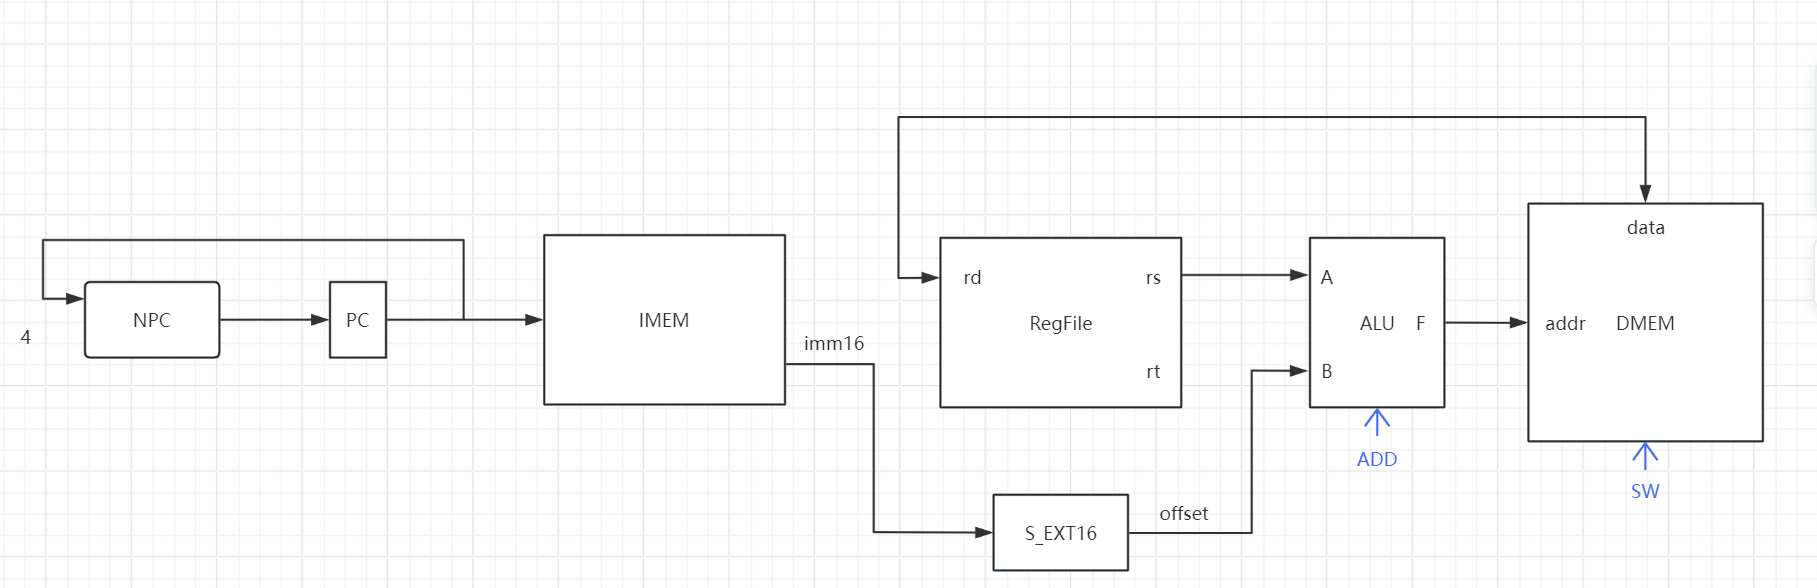 4
NPC
PC
IMEM
imm16
S_EXT16
offset
rd
rs
RegFile
rt
A
ALU F
B
ADD
data
addr DMEM
SW